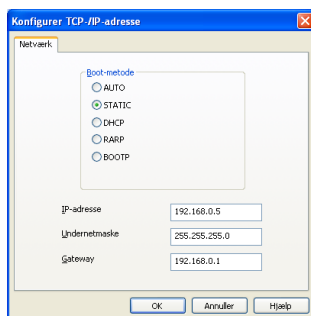 Konfigurer TCP-/IP-adresse
Netværk
Boot-metode
AUTO
STATIC
DHCP
RARP
BOOTP
IP-adresse 192.168.0.5
Undernetmaske 255.255.255.0
Gateway 192.168.0.1
OK Annuller Hjælp